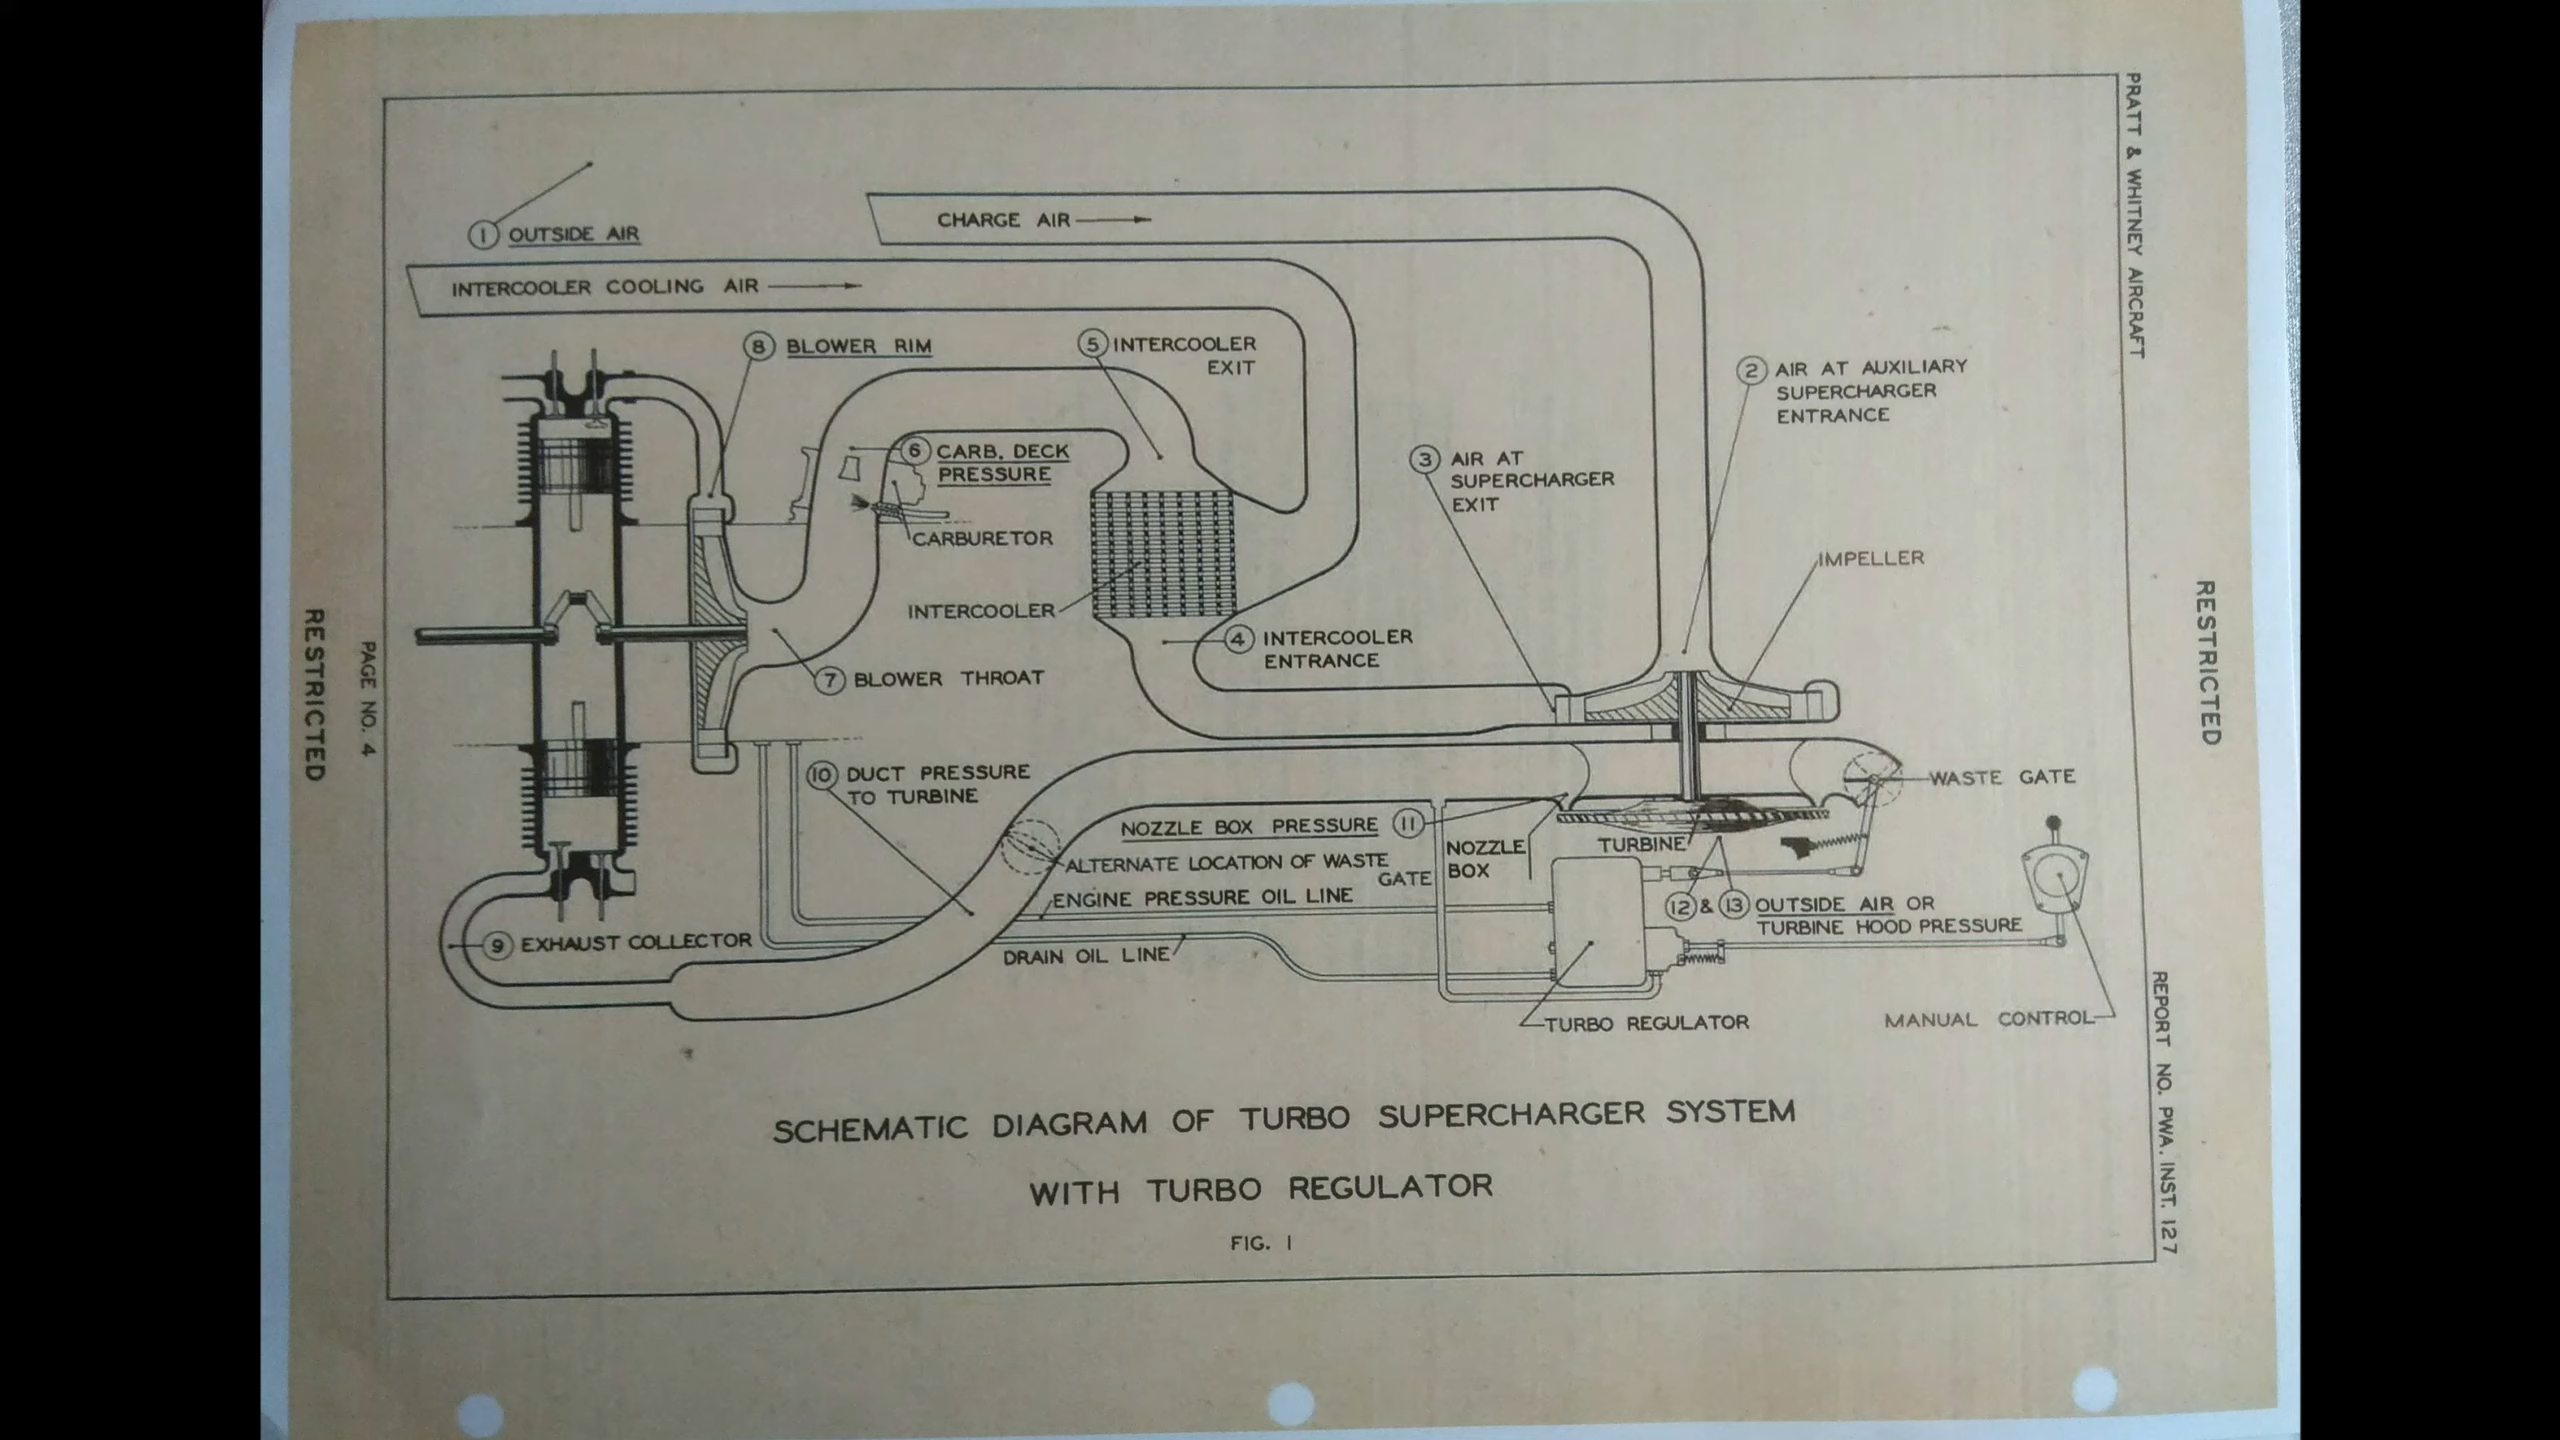 PRATT & WHITNEY AIRCRAFT
RESTRICTED
REPORT NO. PWA. INST. 127
① OUTSIDE AIR
CHARGE AIR
INTERCOOLER COOLING AIR
⑧ BLOWER RIM
⑤ INTERCOOLER
EXIT
② AIR AT AUXILIARY
SUPERCHARGER
ENTRANCE
⑥ CARB. DECK
PRESSURE
③ AIR AT
SUPERCHARGER
EXIT
CARBURETOR
IMPELLER
INTERCOOLER
④ INTERCOOLER
ENTRANCE
⑦ BLOWER THROAT
⑩ DUCT PRESSURE
TO TURBINE
WASTE GATE
NOZZLE BOX PRESSURE ⑪
NOZZLE
BOX
TURBINE
ALTERNATE LOCATION OF WASTE
GATE
ENGINE PRESSURE OIL LINE
⑫ & ⑬ OUTSIDE AIR OR
TURBINE HOOD PRESSURE
⑨ EXHAUST COLLECTOR
DRAIN OIL LINE
TURBO REGULATOR
MANUAL CONTROL
SCHEMATIC DIAGRAM OF TURBO SUPERCHARGER SYSTEM
WITH TURBO REGULATOR
FIG. 1
PAGE NO. 4
RESTRICTED